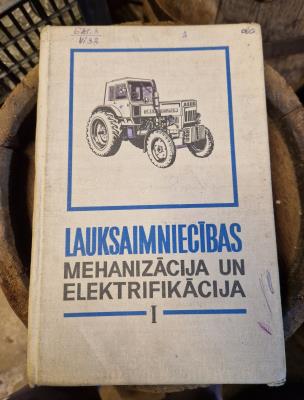 LAUKSAIMNIECĪBAS
MEHANIZĀCIJA UN
ELEKTRIFIKĀCIJA
I